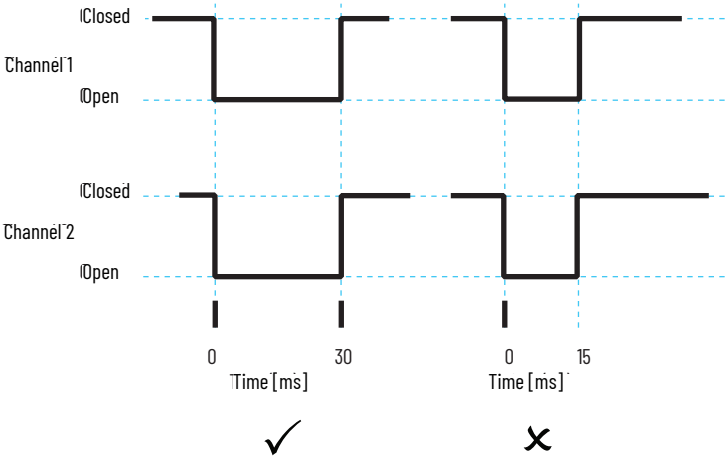 Closed
Channel 1
Open
Closed
Channel 2
Open
0 30 0 15
Time [ms] Time [ms]
✓ ✗